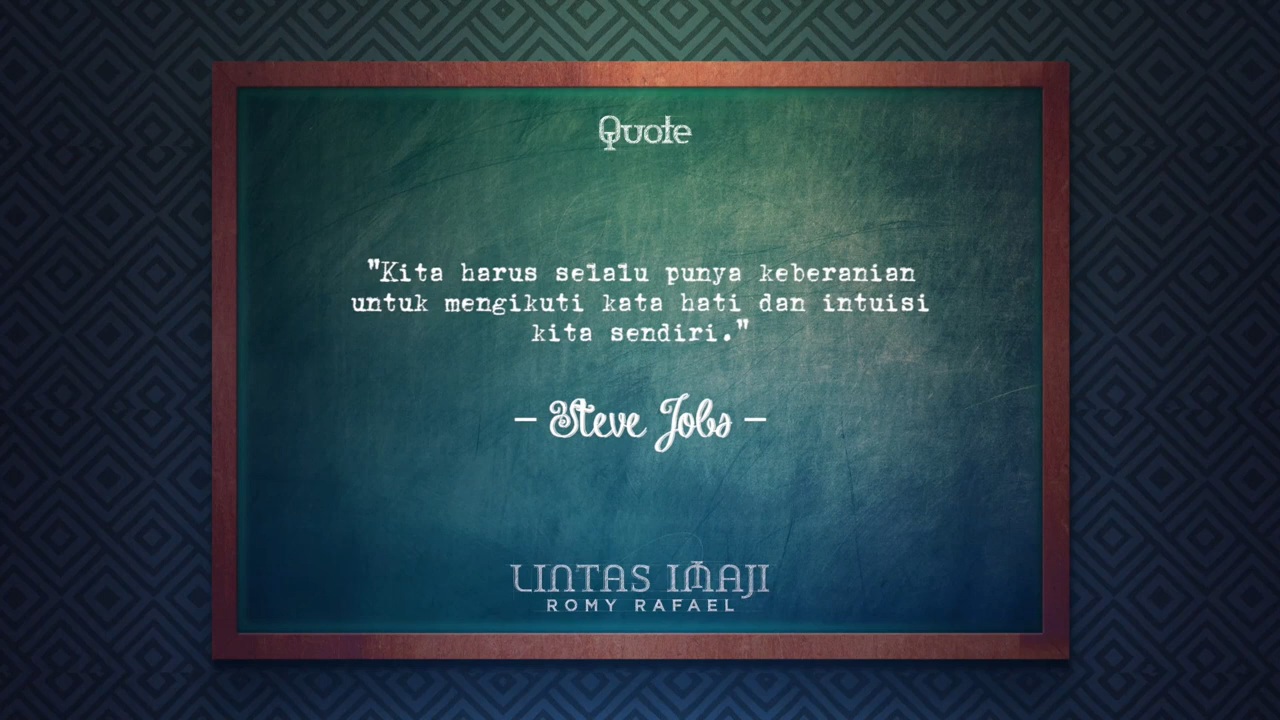 Quote
"Kita harus selalu punya keberanian
untuk mengikuti kata hati dan intuisi
kita sendiri."
– Steve Jobs –
LINTAS IMAJI
ROMY RAFAEL